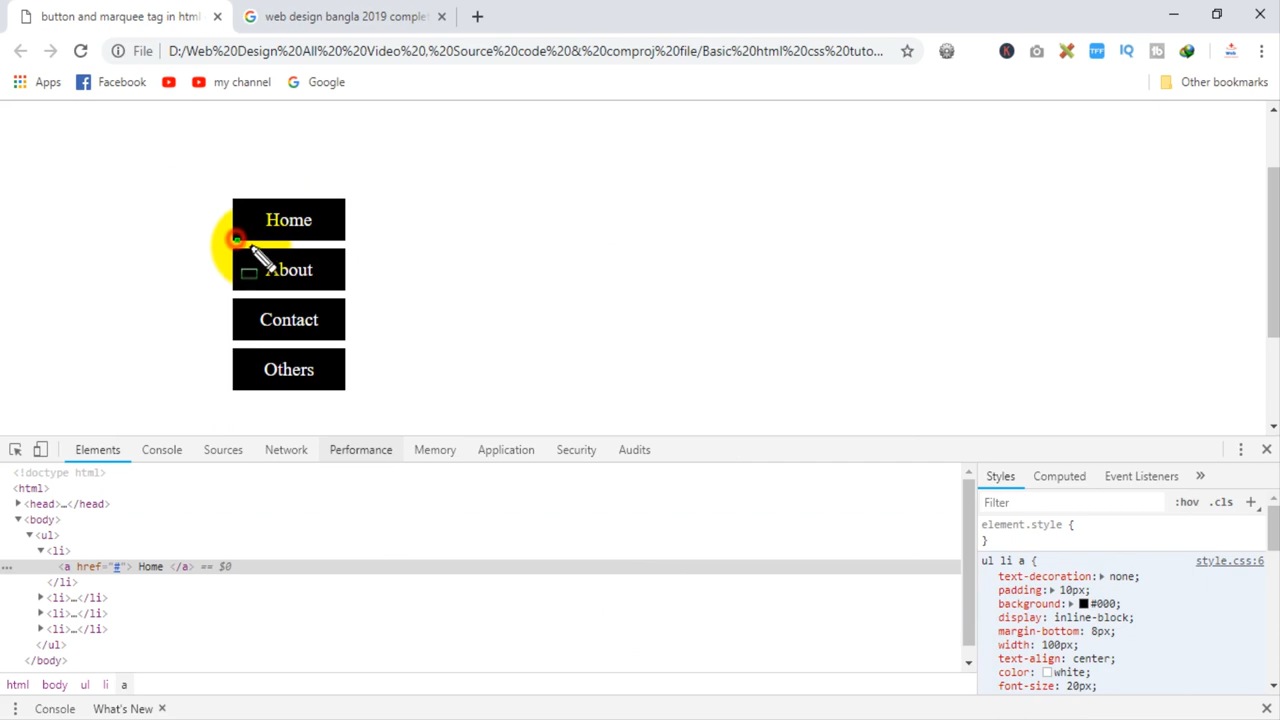 button and marquee tag in html
web design bangla 2019 complet
File
D:/Web%20Design%20All%20%20Video%20.%20Source%20code%20&%20comproj%20file/Basic%20html%20css%20tuto...
Apps
Facebook
my channel
Google
Other bookmarks
K
TFF
IQ
Home
About
Contact
Others
Elements
Console
Sources
Network
Performance
Memory
Application
Security
Audits
<!doctype html>
<html>
<head>…</head>
<body>
<ul>
<li>
<a href="#"> Home </a> == $0
</li>
<li>…</li>
<li>…</li>
<li>…</li>
</ul>
</body>
html body ul li a
Styles
Computed
Event Listeners
Filter
:hov .cls
element.style {
}
ul li a {
style.css:6
text-decoration: none;
padding: 10px;
background: #000;
display: inline-block;
margin-bottom: 8px;
width: 100px;
text-align: center;
color: white;
font-size: 20px;
Console
What's New